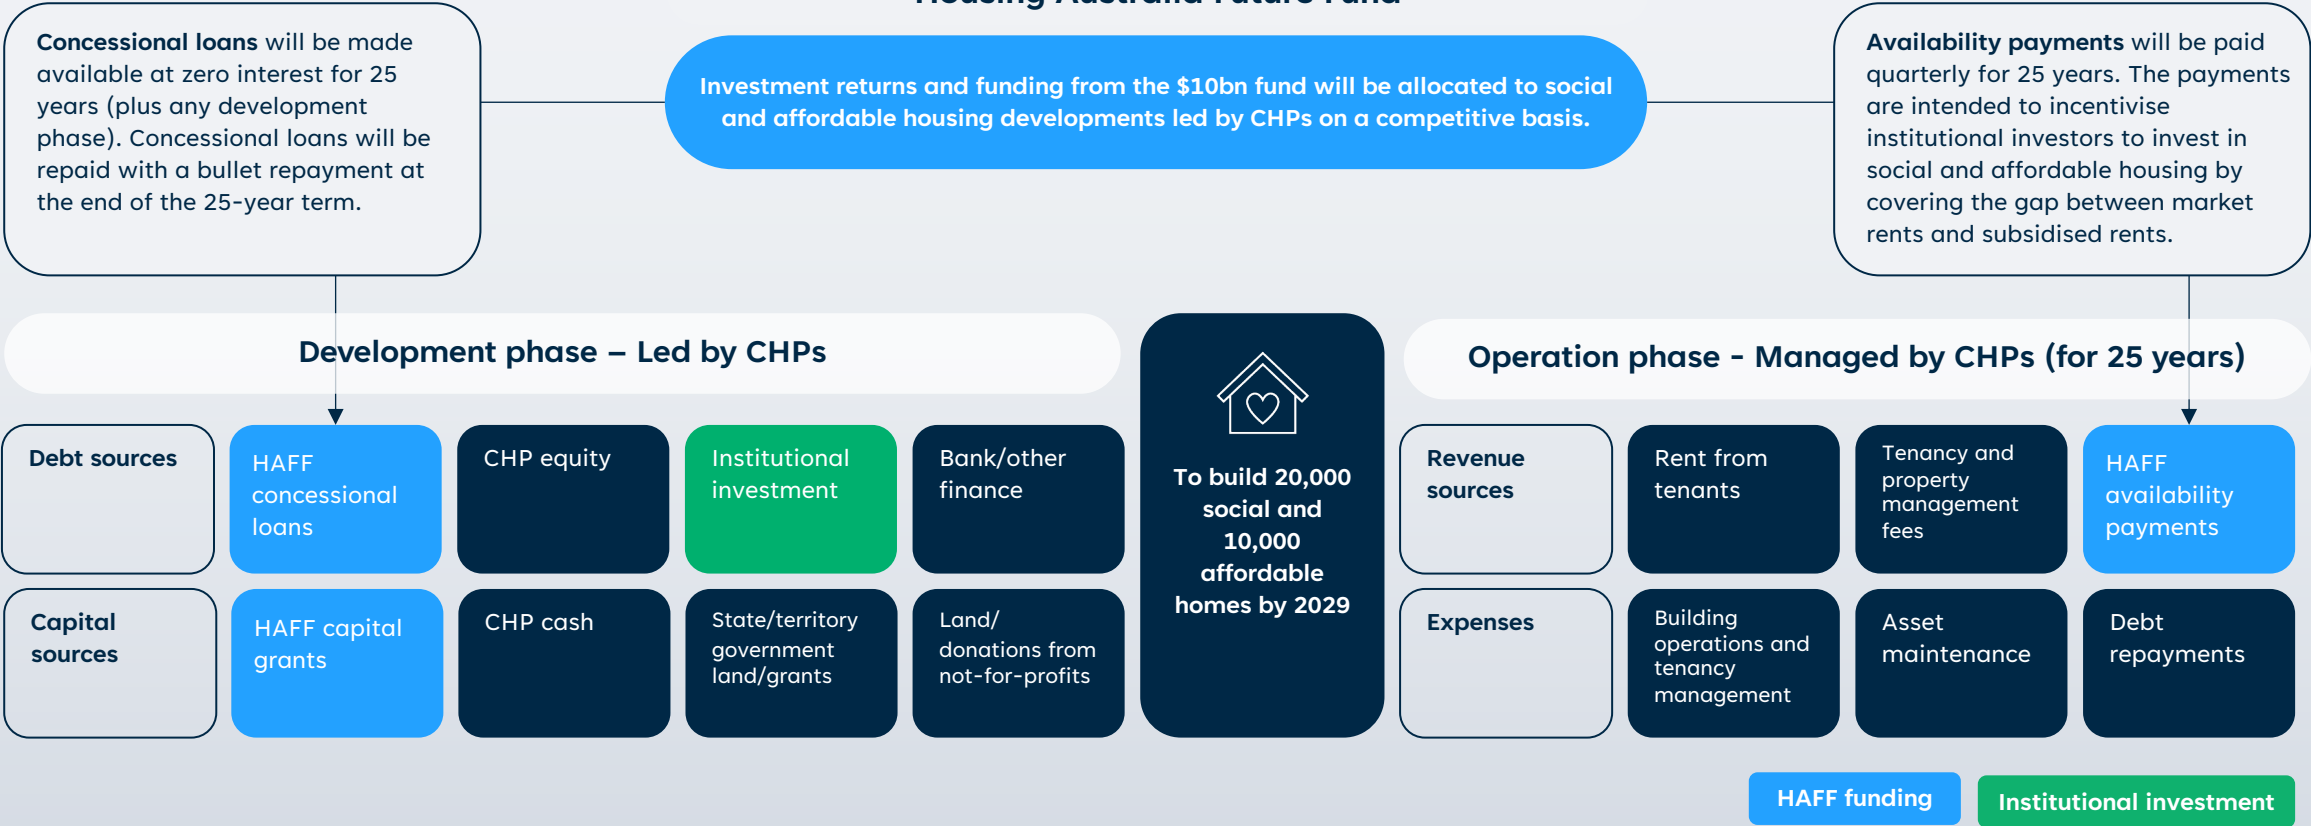 Housing Australia Future Fund
Concessional loans will be made
available at zero interest for 25
years (plus any development
phase). Concessional loans will be
repaid with a bullet repayment at
the end of the 25-year term.
Investment returns and funding from the $10bn fund will be allocated to social
and affordable housing developments led by CHPs on a competitive basis.
Availability payments will be paid
quarterly for 25 years. The payments
are intended to incentivise
institutional investors to invest in
social and affordable housing by
covering the gap between market
rents and subsidised rents.
Development phase – Led by CHPs
Debt sources
HAFF
concessional
loans
CHP equity
Institutional
investment
Bank/other
finance
Capital
sources
HAFF capital
grants
CHP cash
State/territory
government
land/grants
Land/
donations from
not-for-profits
To build 20,000
social and
10,000
affordable
homes by 2029
Operation phase - Managed by CHPs (for 25 years)
Revenue
sources
Rent from
tenants
Tenancy and
property
management
fees
HAFF
availability
payments
Expenses
Building
operations and
tenancy
management
Asset
maintenance
Debt
repayments
HAFF funding
Institutional investment